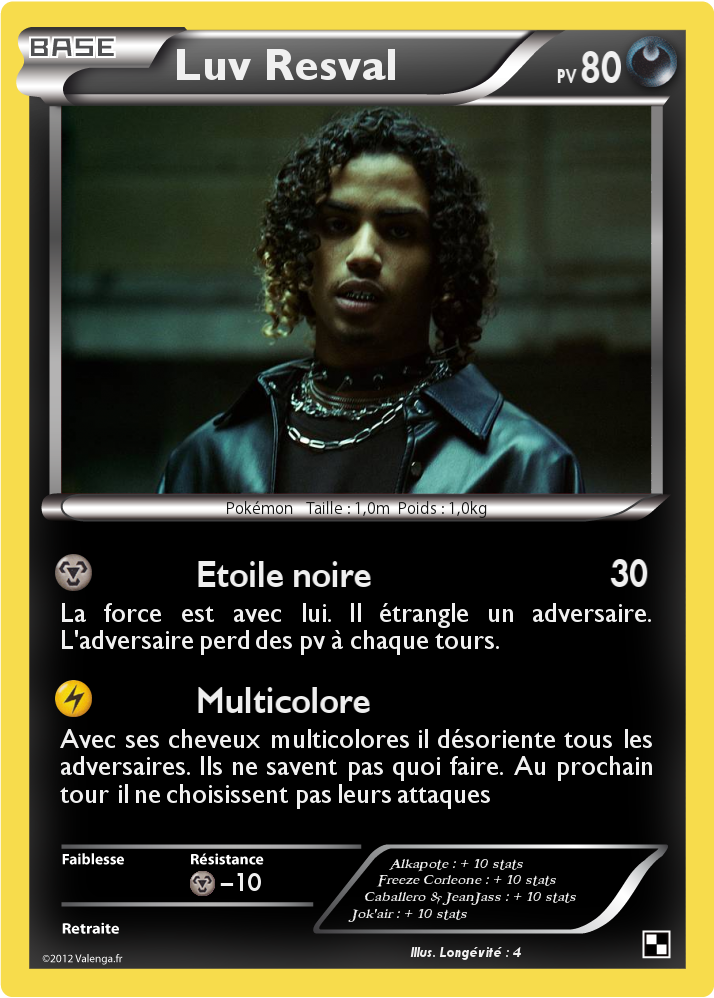 BASE
Luv Resval
PV 80
Pokémon Taille : 1,0m Poids : 1,0kg
Etoile noire 30
La force est avec lui. Il étrangle un adversaire.
L'adversaire perd des pv à chaque tours.
Multicolore
Avec ses cheveux multicolores il désoriente tous les
adversaires. Ils ne savent pas quoi faire. Au prochain
tour il ne choisissent pas leurs attaques
Faiblesse
Résistance
–10
Retraite
Alkapote : + 10 stats
Freeze Corleone : + 10 stats
Caballero & JeanJass : + 10 stats
Jok'air : + 10 stats
Illus. Longévité : 4
©2012 Valenga.fr